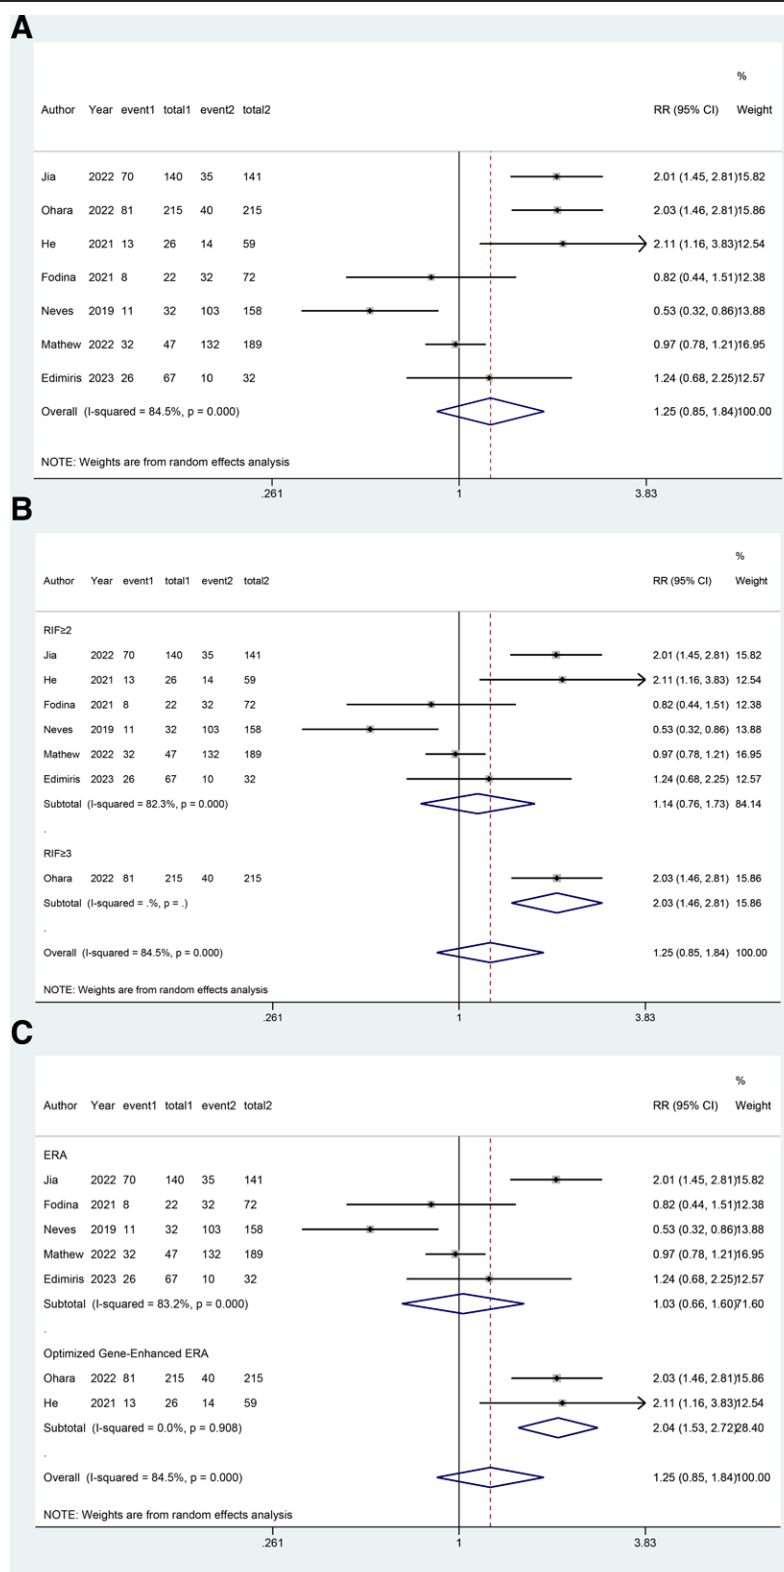 A
%
Author Year event1 total1 event2 total2 RR (95% CI) Weight
Jia 2022 70 140 35 141 2.01 (1.45, 2.81) 15.82
Ohara 2022 81 215 40 215 2.03 (1.46, 2.81) 15.86
He 2021 13 26 14 59 2.11 (1.16, 3.83) 12.54
Fodina 2021 8 22 32 72 0.82 (0.44, 1.51) 12.38
Neves 2019 11 32 103 158 0.53 (0.32, 0.86) 13.88
Mathew 2022 32 47 132 189 0.97 (0.78, 1.21) 16.95
Edimiris 2023 26 67 10 32 1.24 (0.68, 2.25) 12.57
Overall (I-squared = 84.5%, p = 0.000) 1.25 (0.85, 1.84) 100.00
NOTE: Weights are from random effects analysis
.261 1 3.83
B
%
Author Year event1 total1 event2 total2 RR (95% CI) Weight
RIF≥2
Jia 2022 70 140 35 141 2.01 (1.45, 2.81) 15.82
He 2021 13 26 14 59 2.11 (1.16, 3.83) 12.54
Fodina 2021 8 22 32 72 0.82 (0.44, 1.51) 12.38
Neves 2019 11 32 103 158 0.53 (0.32, 0.86) 13.88
Mathew 2022 32 47 132 189 0.97 (0.78, 1.21) 16.95
Edimiris 2023 26 67 10 32 1.24 (0.68, 2.25) 12.57
Subtotal (I-squared = 82.3%, p = 0.000) 1.14 (0.76, 1.73) 84.14
.
RIF≥3
Ohara 2022 81 215 40 215 2.03 (1.46, 2.81) 15.86
Subtotal (I-squared = .%, p = .) 2.03 (1.46, 2.81) 15.86
.
Overall (I-squared = 84.5%, p = 0.000) 1.25 (0.85, 1.84) 100.00
NOTE: Weights are from random effects analysis
.261 1 3.83
C
%
Author Year event1 total1 event2 total2 RR (95% CI) Weight
ERA
Jia 2022 70 140 35 141 2.01 (1.45, 2.81) 15.82
Fodina 2021 8 22 32 72 0.82 (0.44, 1.51) 12.38
Neves 2019 11 32 103 158 0.53 (0.32, 0.86) 13.88
Mathew 2022 32 47 132 189 0.97 (0.78, 1.21) 16.95
Edimiris 2023 26 67 10 32 1.24 (0.68, 2.25) 12.57
Subtotal (I-squared = 83.2%, p = 0.000) 1.03 (0.66, 1.60) 71.60
.
Optimized Gene-Enhanced ERA
Ohara 2022 81 215 40 215 2.03 (1.46, 2.81) 15.86
He 2021 13 26 14 59 2.11 (1.16, 3.83) 12.54
Subtotal (I-squared = 0.0%, p = 0.908) 2.04 (1.53, 2.72) 28.40
.
Overall (I-squared = 84.5%, p = 0.000) 1.25 (0.85, 1.84) 100.00
NOTE: Weights are from random effects analysis
.261 1 3.83